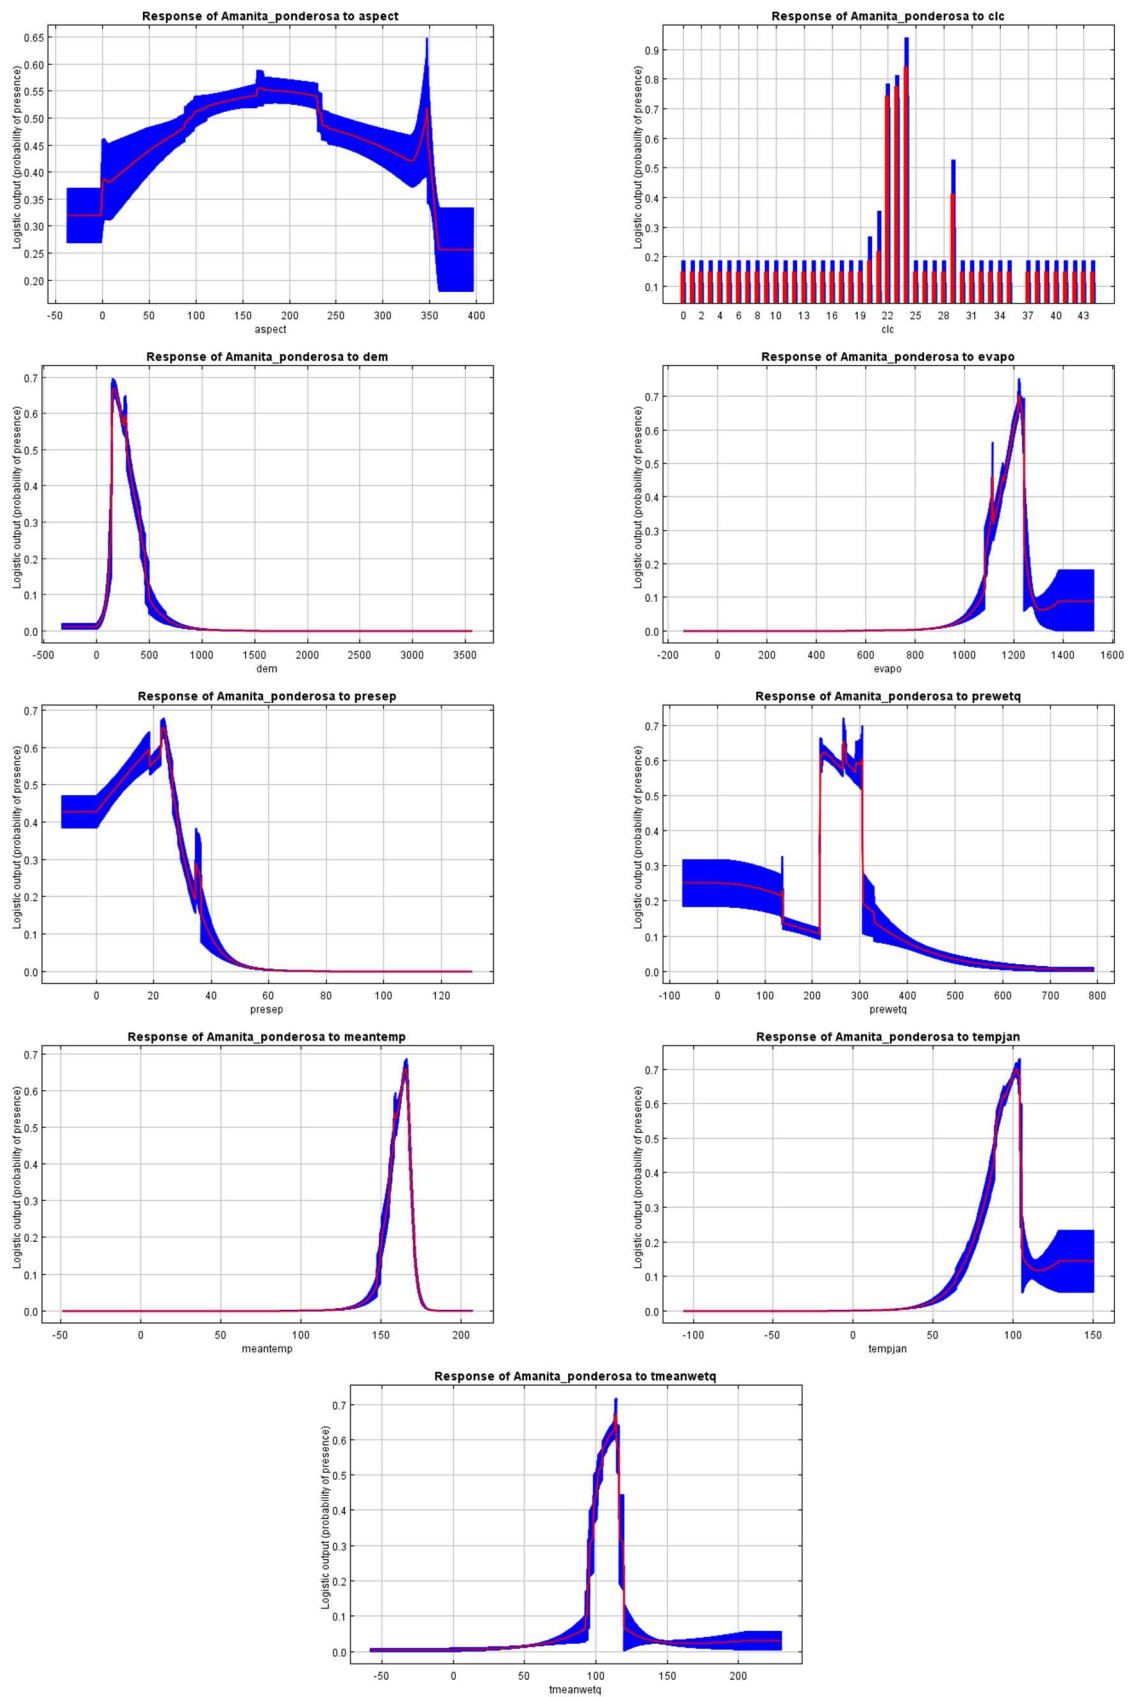 Response of Amanita_ponderosa to aspect
Logistic output (probability of presence)
0.65
0.60
0.55
0.50
0.45
0.40
0.35
0.30
0.25
0.20
-50 0 50 100 150 200 250 300 350 400
aspect
Response of Amanita_ponderosa to clc
Logistic output (probability of presence)
0.9
0.8
0.7
0.6
0.5
0.4
0.3
0.2
0.1
0 2 4 6 8 10 13 16 19 22 25 28 31 34 37 40 43
clc
Response of Amanita_ponderosa to dem
Logistic output (probability of presence)
0.7
0.6
0.5
0.4
0.3
0.2
0.1
0.0
-500 0 500 1000 1500 2000 2500 3000 3500
dem
Response of Amanita_ponderosa to evapo
Logistic output (probability of presence)
0.7
0.6
0.5
0.4
0.3
0.2
0.1
0.0
-200 0 200 400 600 800 1000 1200 1400 1600
evapo
Response of Amanita_ponderosa to presep
Logistic output (probability of presence)
0.7
0.6
0.5
0.4
0.3
0.2
0.1
0.0
0 20 40 60 80 100 120
presep
Response of Amanita_ponderosa to prewetq
Logistic output (probability of presence)
0.7
0.6
0.5
0.4
0.3
0.2
0.1
0.0
-100 0 100 200 300 400 500 600 700 800
prewetq
Response of Amanita_ponderosa to meantemp
Logistic output (probability of presence)
0.7
0.6
0.5
0.4
0.3
0.2
0.1
0.0
-50 0 50 100 150 200
meantemp
Response of Amanita_ponderosa to tempjan
Logistic output (probability of presence)
0.7
0.6
0.5
0.4
0.3
0.2
0.1
0.0
-100 -50 0 50 100 150
tempjan
Response of Amanita_ponderosa to tmeanwetq
Logistic output (probability of presence)
0.7
0.6
0.5
0.4
0.3
0.2
0.1
0.0
-50 0 50 100 150 200
tmeanwetq